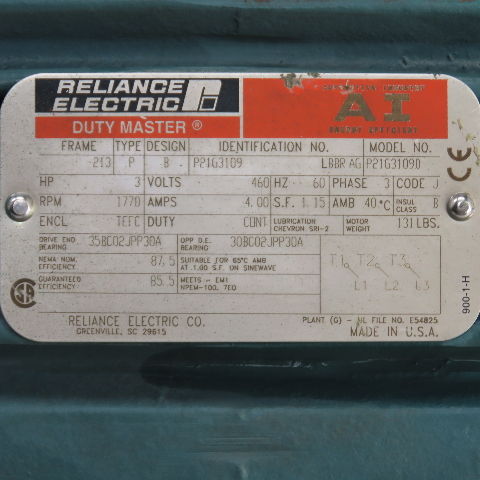 RELIANCE
ELECTRIC
DUTY MASTER ®
AI
ENERGY EFFICIENT
FRAME TYPE DESIGN IDENTIFICATION NO. MODEL NO.
213 P B P21G3109 LBBR AG P21G3109D
HP 3 VOLTS 460 HZ 60 PHASE 3 CODE J
RPM 1770 AMPS 4.00 S.F. 1.15 AMB 40°C INSUL CLASS B
ENCL TEFC DUTY CONT LUBRICATION CHEVRON SRI-2 MOTOR WEIGHT 131 LBS.
DRIVE END BEARING 35BC02JPP30A OPP D.E. BEARING 30BC02JPP30A
NEMA NOM. EFFICIENCY 87.5 SUITABLE FOR 65°C AMB
AT 1.00 S.F. ON SINEWAVE
GUARANTEED EFFICIENCY 85.5 MEETS - EM1
NPEM-100, TEO
T1 T2 T3
L1 L2 L3
CE
900-1-H
RELIANCE ELECTRIC CO.
GREENVILLE, SC 29615
PLANT (G) - UL FILE NO. E54825
MADE IN U.S.A.